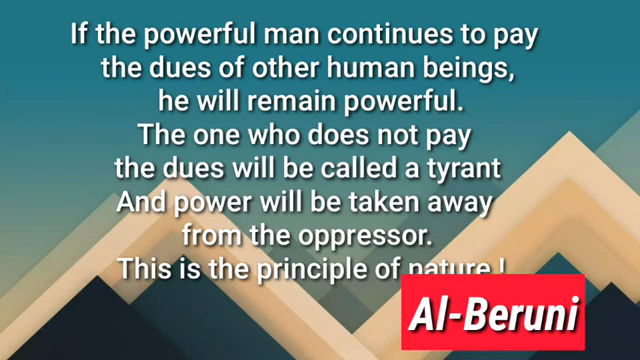 If the powerful man continues to pay
the dues of other human beings,
he will remain powerful.
The one who does not pay
the dues will be called a tyrant
And power will be taken away
from the oppressor.
This is the principle of nature !
Al-Beruni